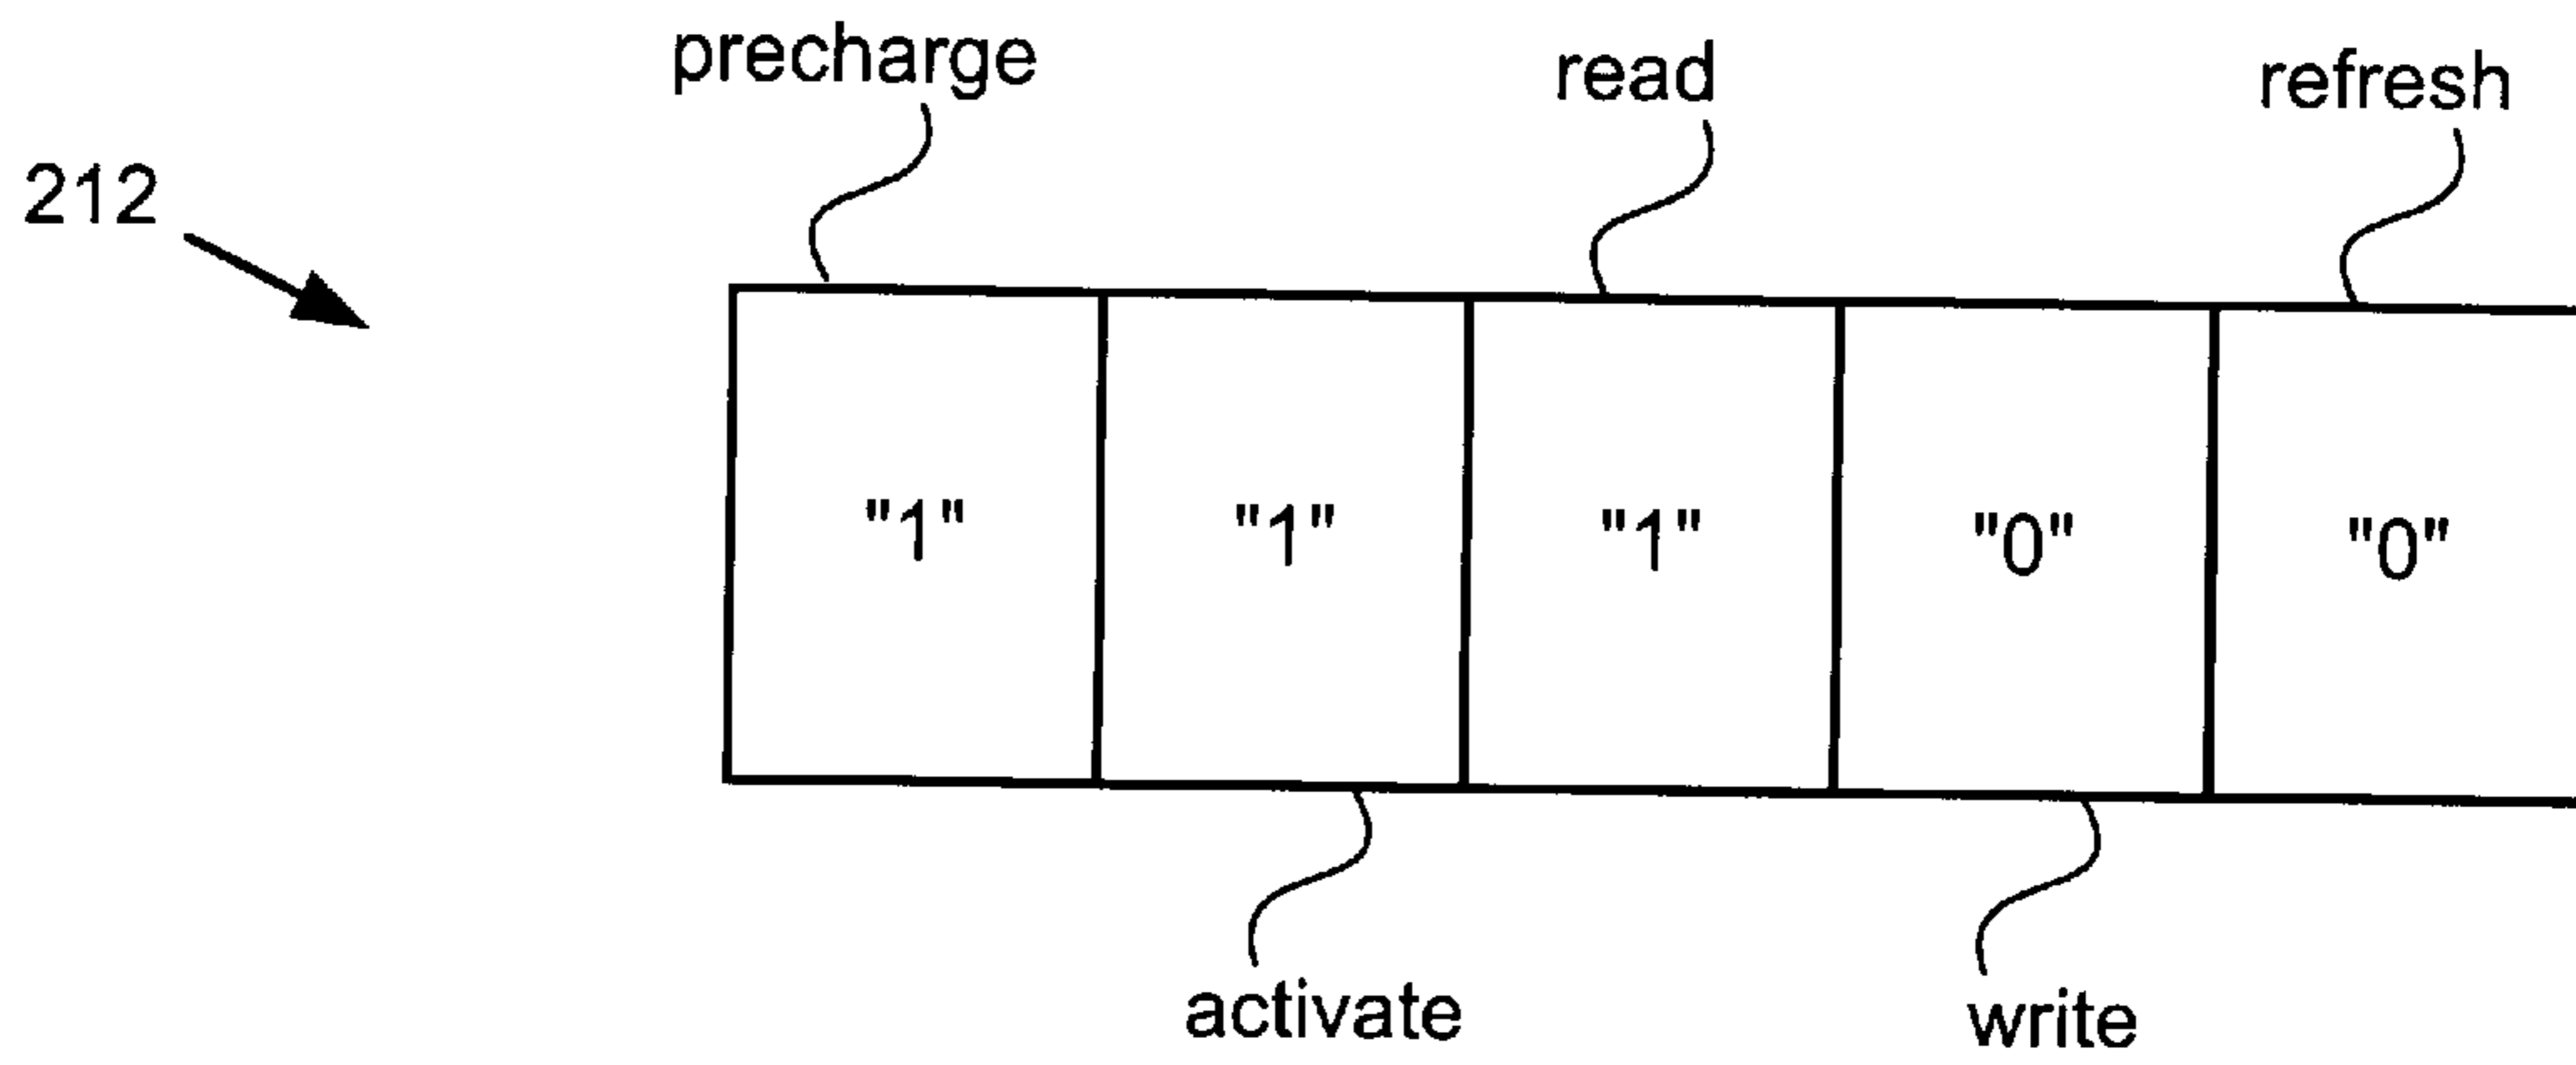 precharge read refresh
212
"1" "1" "1" "0" "0"
activate write